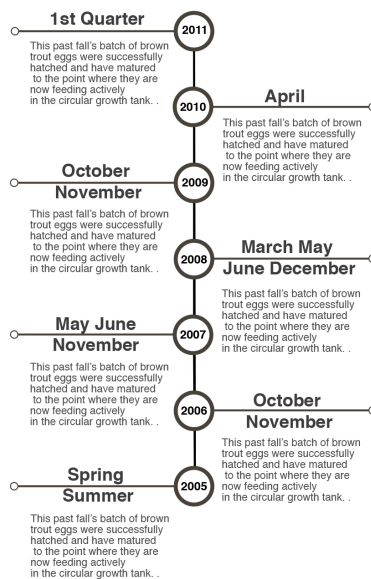 1st Quarter
2011
This past fall's batch of brown
trout eggs were successfully
hatched and have matured
to the point where they are
now feeding actively
in the circular growth tank. .
April
2010
This past fall's batch of brown
trout eggs were successfully
hatched and have matured
to the point where they are
now feeding actively
in the circular growth tank. .
October
November
2009
This past fall's batch of brown
trout eggs were successfully
hatched and have matured
to the point where they are
now feeding actively
in the circular growth tank. .
March May
June December
2008
This past fall's batch of brown
trout eggs were successfully
hatched and have matured
to the point where they are
now feeding actively
in the circular growth tank. .
May June
November
2007
This past fall's batch of brown
trout eggs were successfully
hatched and have matured
to the point where they are
now feeding actively
in the circular growth tank. .
October
November
2006
This past fall's batch of brown
trout eggs were successfully
hatched and have matured
to the point where they are
now feeding actively
in the circular growth tank. .
Spring
Summer
2005
This past fall's batch of brown
trout eggs were successfully
hatched and have matured
to the point where they are
now feeding actively
in the circular growth tank. .